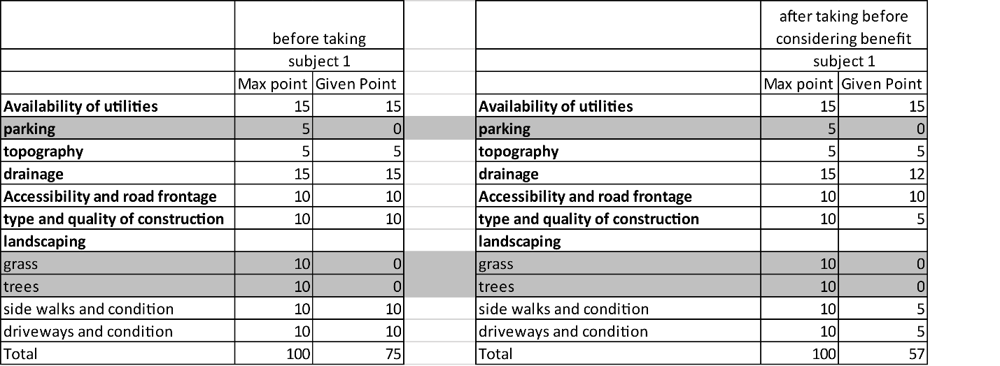 before taking
subject 1
Max point Given Point
Availability of utilities 15 15
parking 5 0
topography 5 5
drainage 15 15
Accessibility and road frontage 10 10
type and quality of construction 10 10
landscaping
grass 10 0
trees 10 0
side walks and condition 10 10
driveways and condition 10 10
Total 100 75
after taking before
considering benefit
subject 1
Max point Given Point
Availability of utilities 15 15
parking 5 0
topography 5 5
drainage 15 12
Accessibility and road frontage 10 10
type and quality of construction 10 5
landscaping
grass 10 0
trees 10 0
side walks and condition 10 5
driveways and condition 10 5
Total 100 57